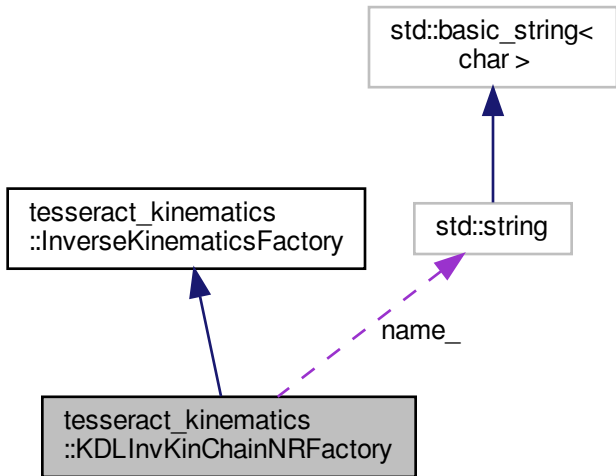 std::basic_string<
char >
tesseract_kinematics
::InverseKinematicsFactory
std::string
name_
tesseract_kinematics
::KDLInvKinChainNRFactory